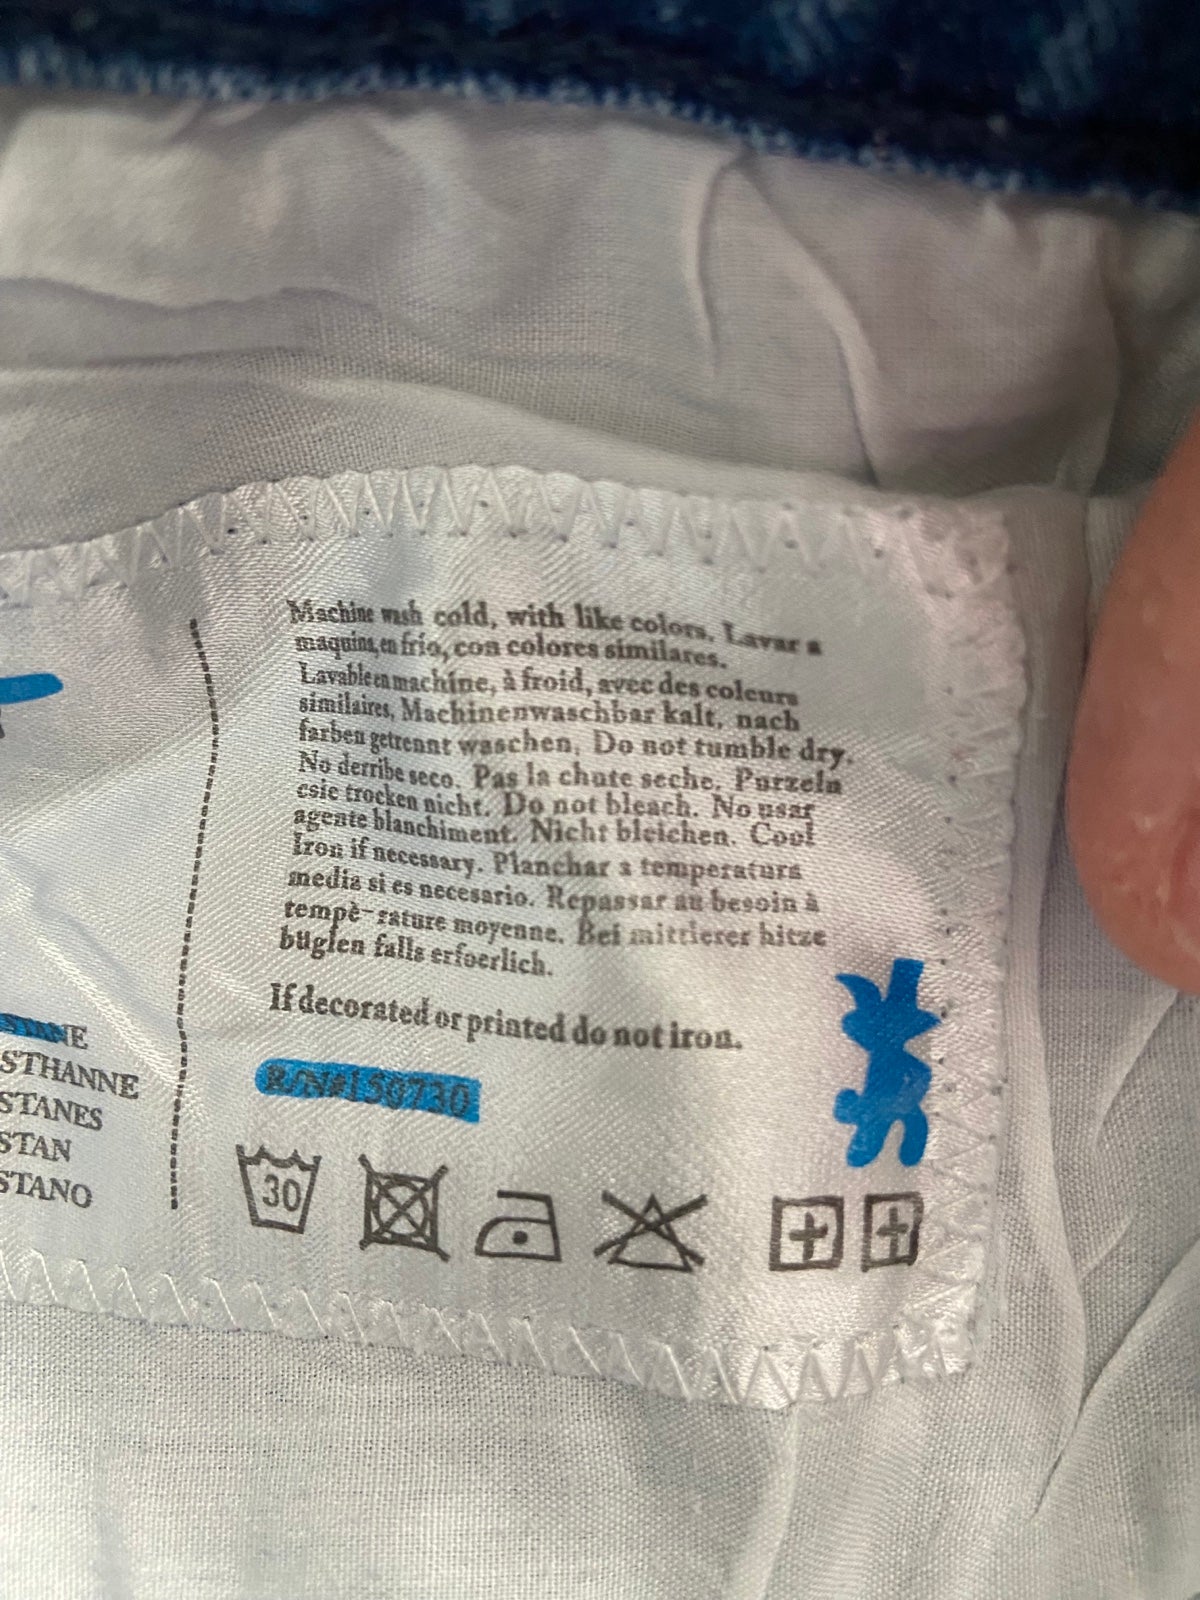 Machine wash cold, with like colors. Lavar a
maquina, en frío, con colores similares.
Lavable en machine, à froid, avec des coleurs
similaires, Machinenwaschbar kalt, nach
farben getrennt waschen, Do not tumble dry.
No derribe seco. Pas la chute seche. Purzeln
esie trocken nicht. Do not bleach. No usar
agente blanchiment. Nicht bleichen. Cool
Iron if necessary. Planchar a temperatura
media si es necesario. Repassar au besoin à
tempè-rature moyenne. Bei mittlerer hitze
büglen falls erfoerlich.
If decorated or printed do not iron.
R/N#150730
30
STHANNE
STANES
STAN
STANO